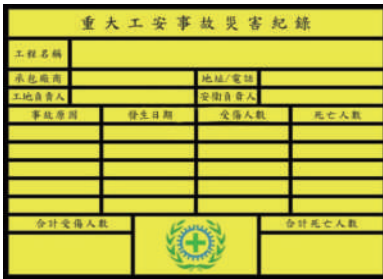 重大工安事故災害紀錄
工程名稱
承包廠商 地址/電話
工地負責人 安衛負責人
事故原因 發生日期 受傷人數 死亡人數
合計受傷人數 合計死亡人數